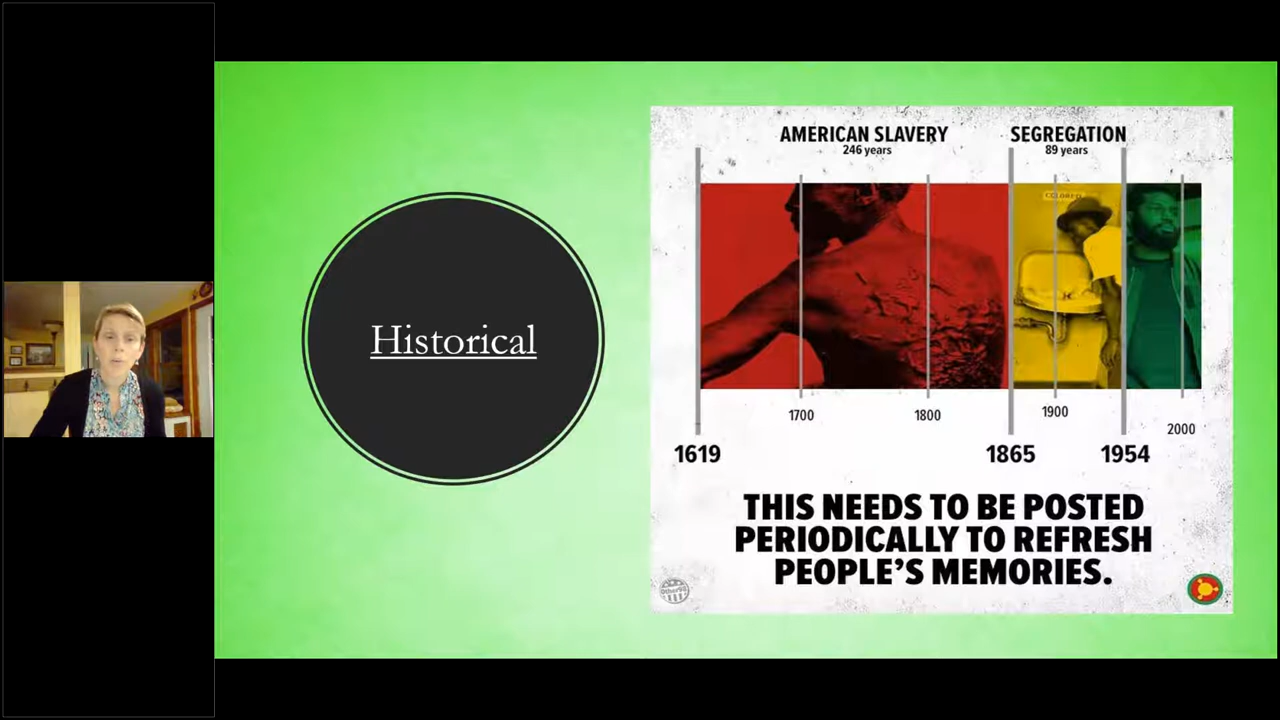 Historical
AMERICAN SLAVERY
246 years
SEGREGATION
89 years
COLORED
1700
1800
1900
2000
1619
1865
1954
THIS NEEDS TO BE POSTED
PERIODICALLY TO REFRESH
PEOPLE'S MEMORIES.
Other98